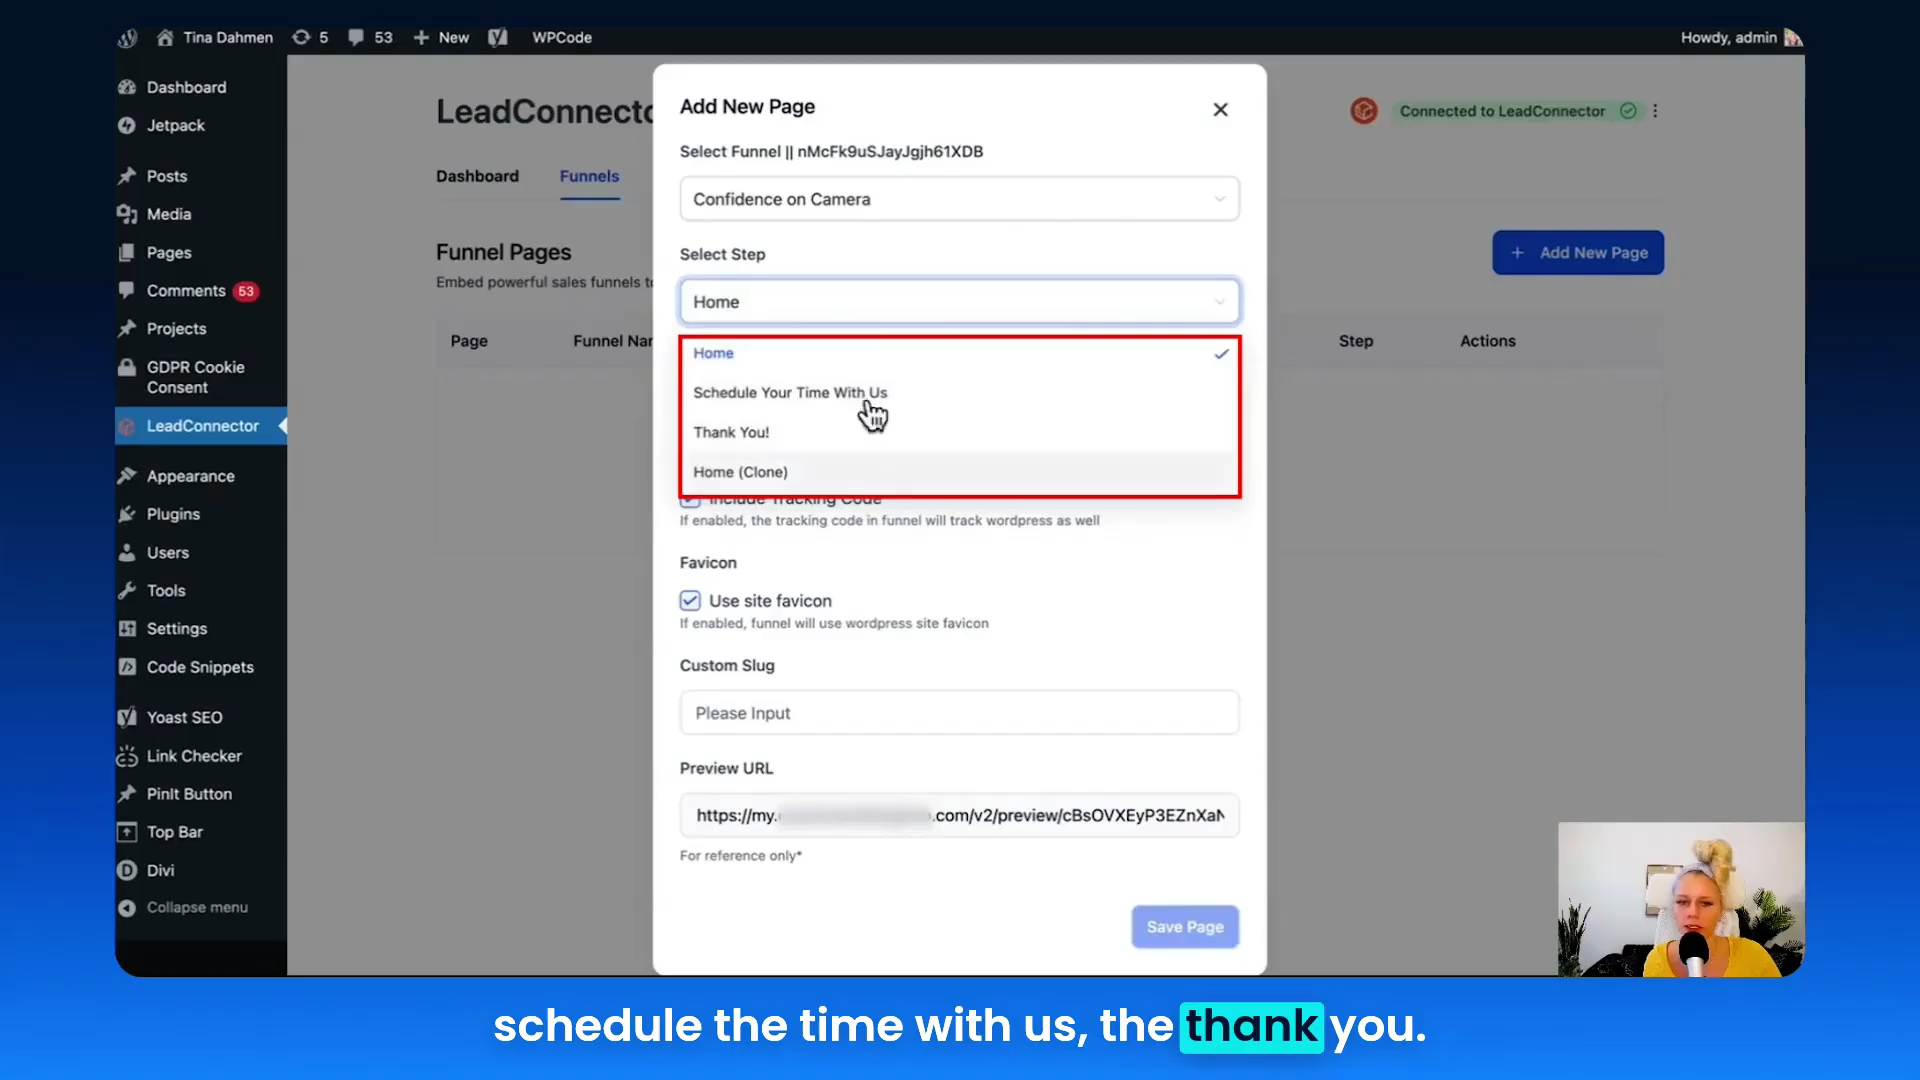 Tina Dahmen
5
53
New
WPCode
Howdy, admin
Dashboard
Jetpack
Posts
Media
Pages
Comments 53
Projects
GDPR Cookie
Consent
LeadConnector
Appearance
Plugins
Users
Tools
Settings
Code Snippets
Yoast SEO
Link Checker
PinIt Button
Top Bar
Divi
Collapse menu
Connected to LeadConnector
Dashboard
Funnels
Funnel Pages
Embed powerful sales funnels
+ Add New Page
Page
Funnel
Step
Actions
Add New Page
Select Funnel || nMcFk9uSJayJgjh61XDB
Confidence on Camera
Select Step
Home
Home
Schedule Your Time With Us
Thank You!
Home (Clone)
Include Tracking Code
If enabled, the tracking code in funnel will track wordpress as well
Favicon
Use site favicon
If enabled, funnel will use wordpress site favicon
Custom Slug
Please Input
Preview URL
https://my. .com/v2/preview/cBsOVXEyP3EZnXaN
For reference only*
Save Page
schedule the time with us, the thank you.